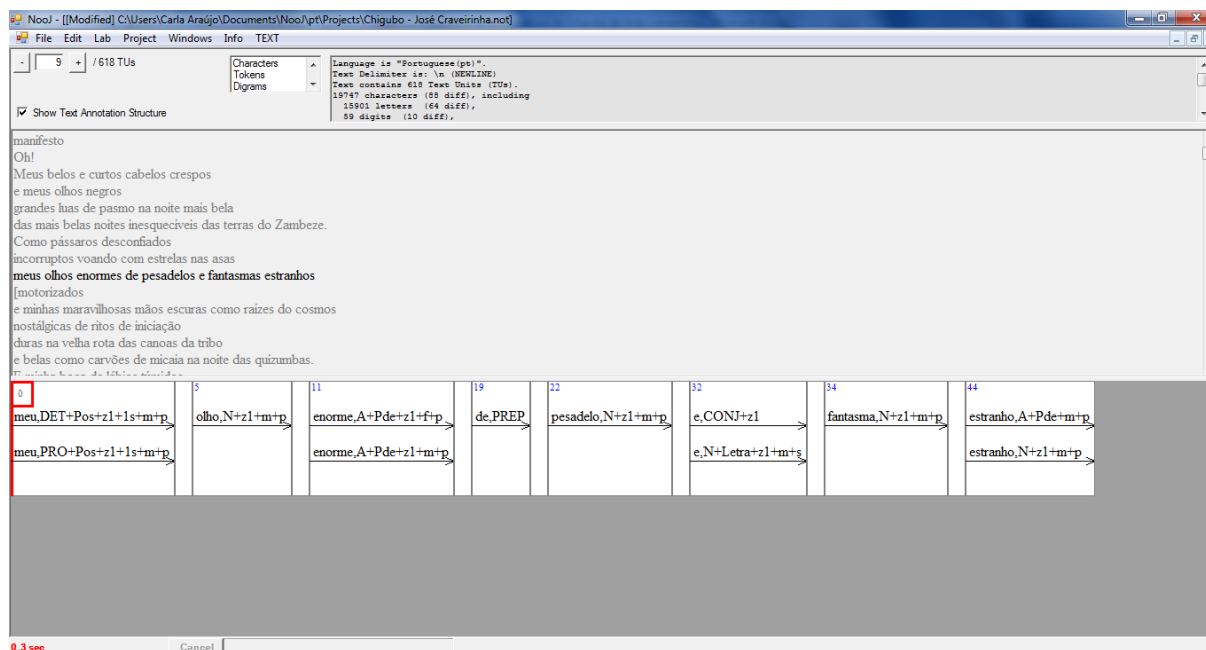 NooJ - [[Modified] C:\Users\Carla Araújo\Documents\NooJ\pt\Projects\Chigubo - José Craveirinha.not]
File Edit Lab Project Windows Info TEXT
- 9 + / 618 TUs
Characters
Tokens
Digrams
Show Text Annotation Structure
Language is "Portuguese(pt)".
Text Delimiter is: \n (NEWLINE)
Text contains 618 Text Units (TUs).
19747 characters (88 diff), including
15901 letters (64 diff),
59 digits (10 diff),
manifesto
Oh!
Meus belos e curtos cabelos crespos
e meus olhos negros
grandes luas de pasmo na noite mais bela
das mais belas noites inesquecíveis das terras do Zambeze.
Como pássaros desconfiados
incorruptos voando com estrelas nas asas
meus olhos enormes de pesadelos e fantasmas estranhos
[motorizados
e minhas maravilhosas mãos escuras como raízes do cosmos
nostálgicas de ritos de iniciação
duras na velha rota das canoas da tribo
e belas como carvões de micaia na noite das quizumbas.
E minha boca de lábios túmidos
0 5 11 19 22 32 34 44
meu,DET+Pos+z1+1s+m+p olho,N+z1+m+p enorme,A+Pde+z1+f+p de,PREP pesadelo,N+z1+m+p e,CONJ+z1 fantasma,N+z1+m+p estranho,A+Pde+m+p
meu,PRO+Pos+z1+1s+m+p enorme,A+Pde+z1+m+p e,N+Letra+z1+m+s estranho,N+z1+m+p
0,3 sec Cancel